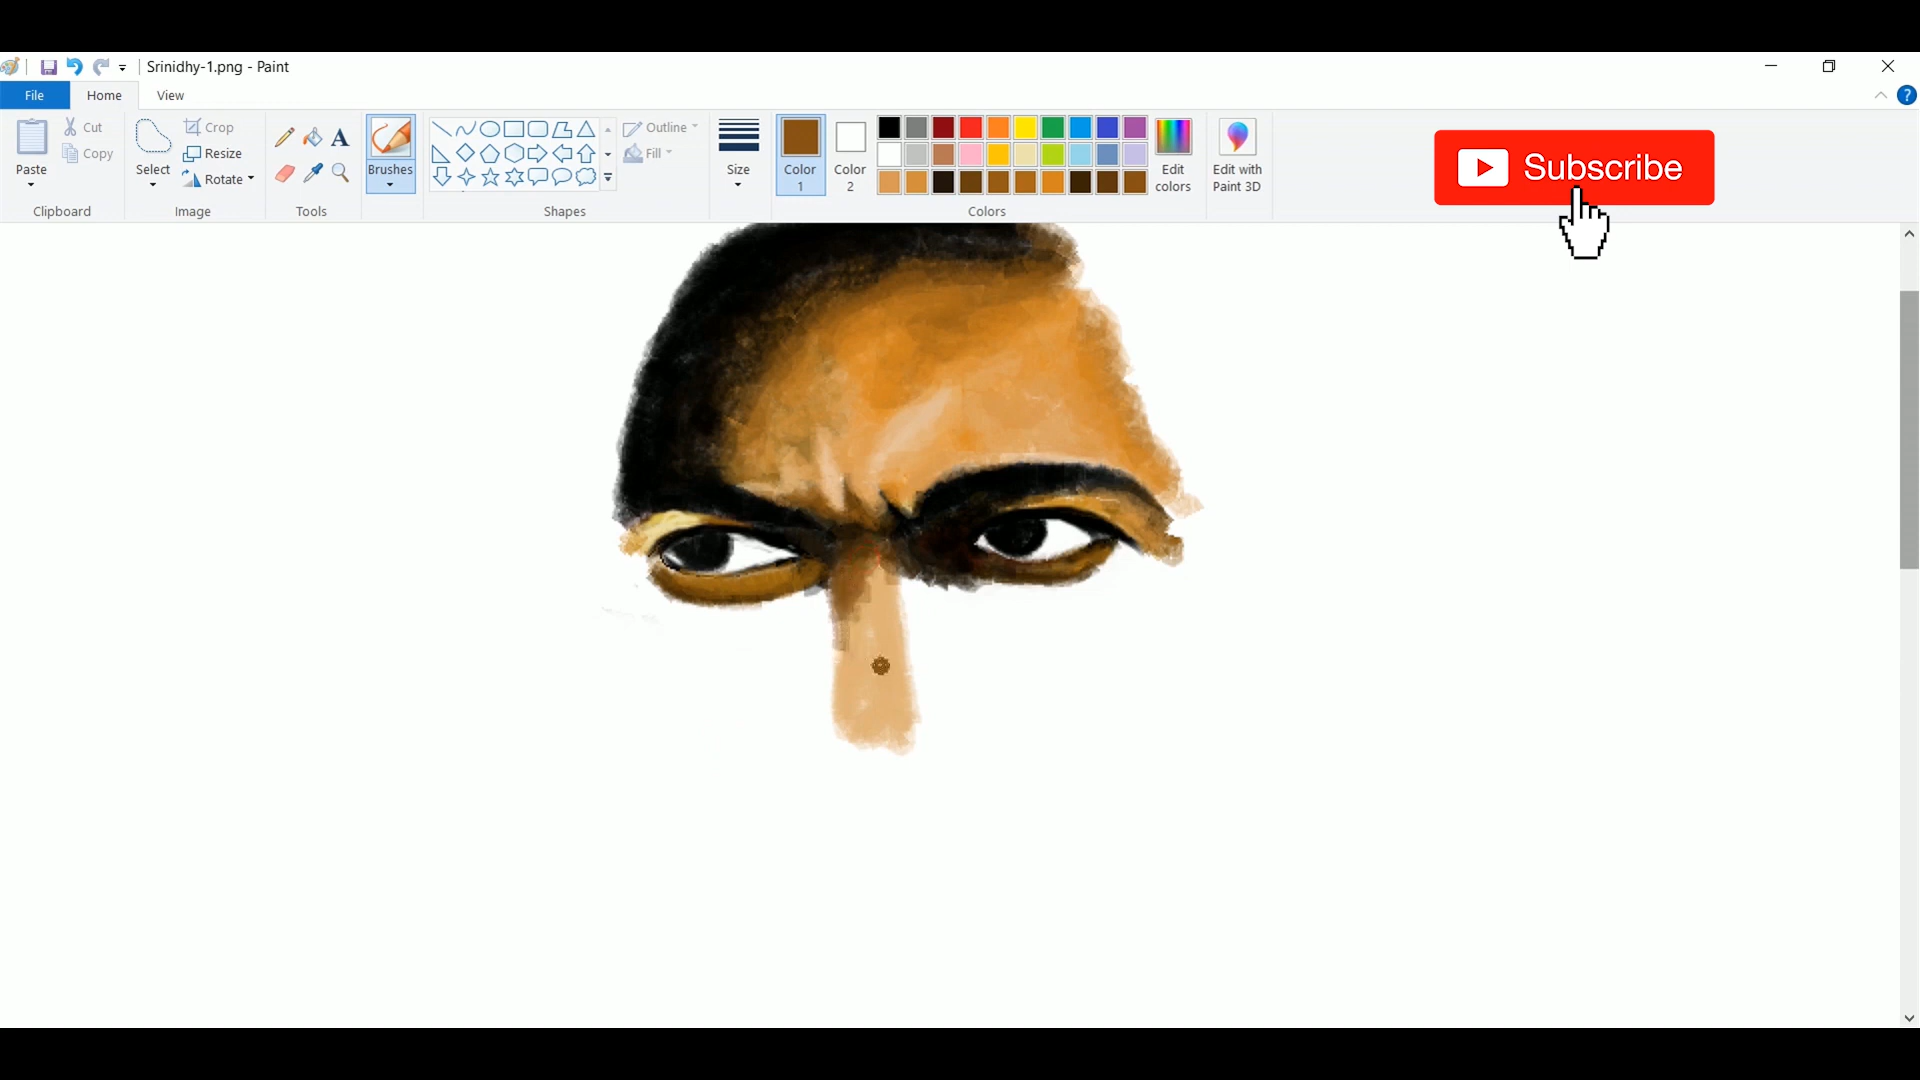 Srinidhy-1.png - Paint
File Home View
Paste
Cut
Copy
Clipboard
Select
Crop
Resize
Rotate
Image
A
Tools
Brushes
Outline
Fill
Shapes
Size
Color
1
Color
2
Edit
colors
Colors
Edit with
Paint 3D
?
Subscribe